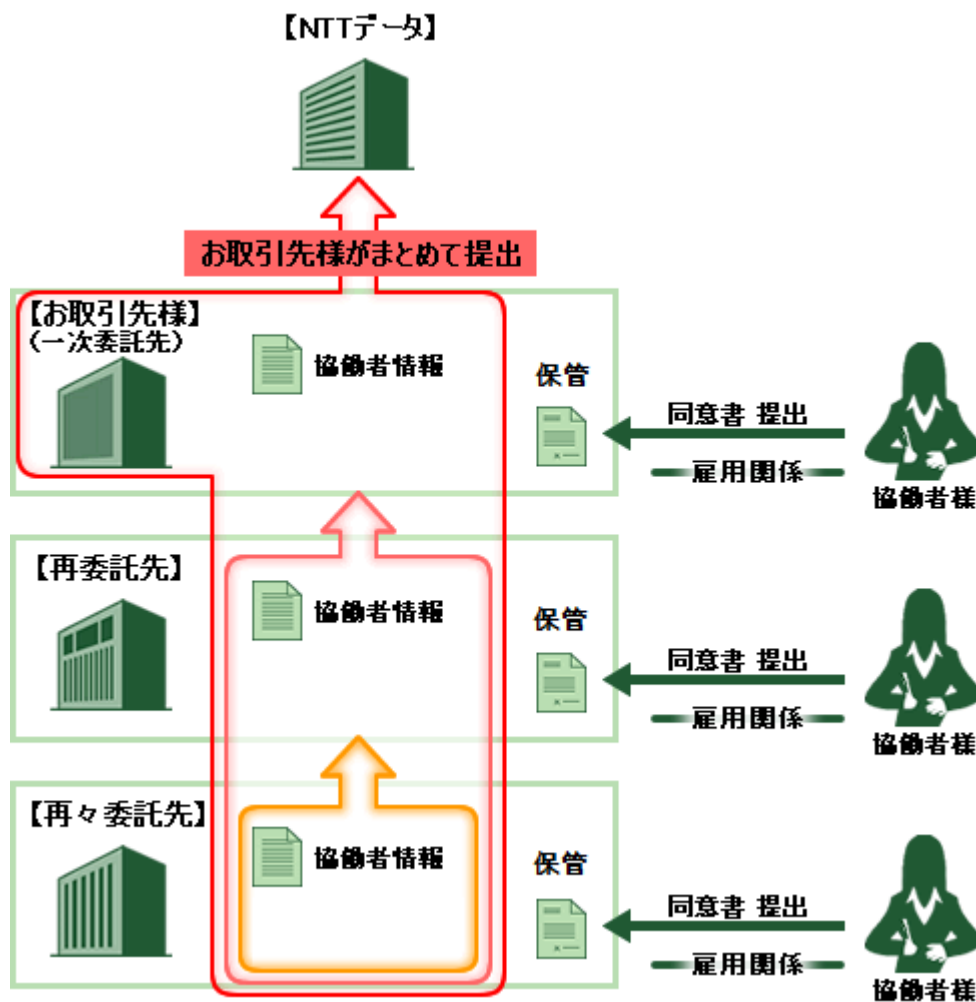 【NTTデータ】
お取引先様がまとめて提出
【お取引先様】
(一次委託先)
協働者情報
保管
同意書 提出
雇用関係
協働者様
【再委託先】
協働者情報
保管
同意書 提出
雇用関係
協働者様
【再々委託先】
協働者情報
保管
同意書 提出
雇用関係
協働者様